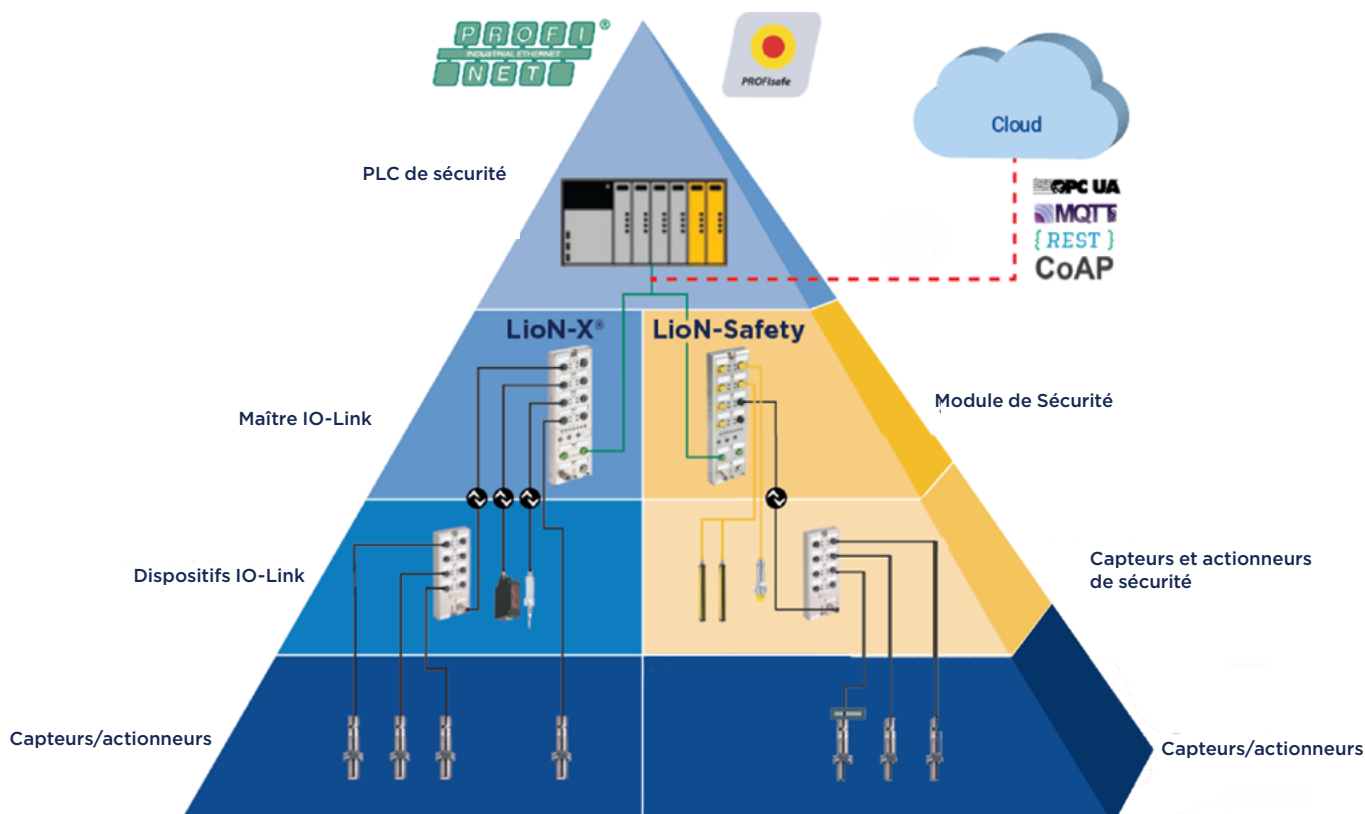 PROFI®
INDUSTRIAL ETHERNET
NET
PROFIsafe
Cloud
PLC de sécurité
OPC UA
MQTT
{REST}
CoAP
LioN-X®
LioN-Safety
Maître IO-Link
Module de Sécurité
Dispositifs IO-Link
Capteurs et actionneurs
de sécurité
Capteurs/actionneurs
Capteurs/actionneurs